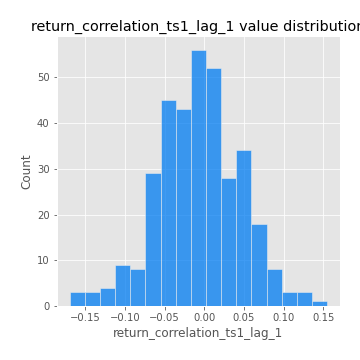 return_correlation_ts1_lag_1 value distribution
50
40
30
20
10
0
Count
−0.15 −0.10 −0.05 0.00 0.05 0.10 0.15
return_correlation_ts1_lag_1